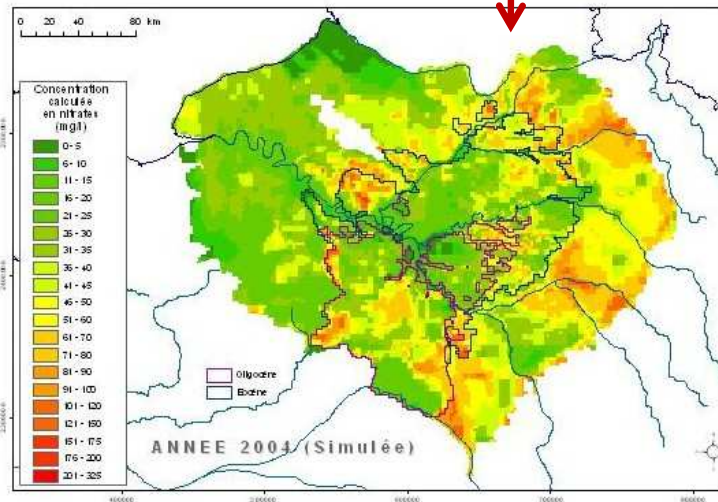 0 20 40 80 km
Concentration
calculée
en nitrates
(mg/l)
0 - 5
6 - 10
11 - 15
16 - 20
21 - 25
26 - 30
31 - 35
36 - 40
41 - 45
46 - 50
51 - 60
61 - 70
71 - 80
81 - 90
91 - 100
101 - 120
121 - 150
151 - 175
176 - 200
201 - 325
Oligocène
Eocène
ANNEE 2004 (Simulée)
700000